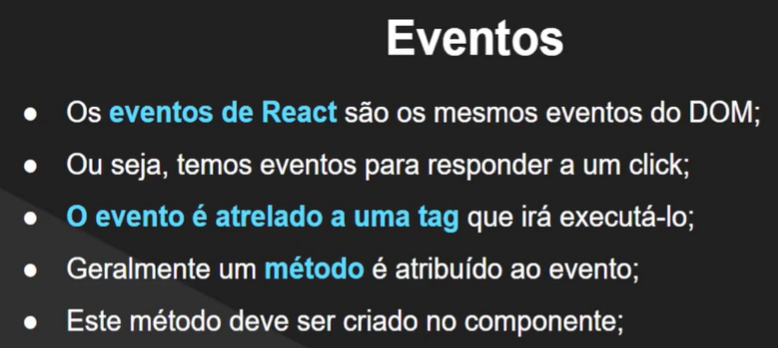 Eventos
● Os eventos de React são os mesmos eventos do DOM;
● Ou seja, temos eventos para responder a um click;
● O evento é atrelado a uma tag que irá executá-lo;
● Geralmente um método é atribuído ao evento;
● Este método deve ser criado no componente;